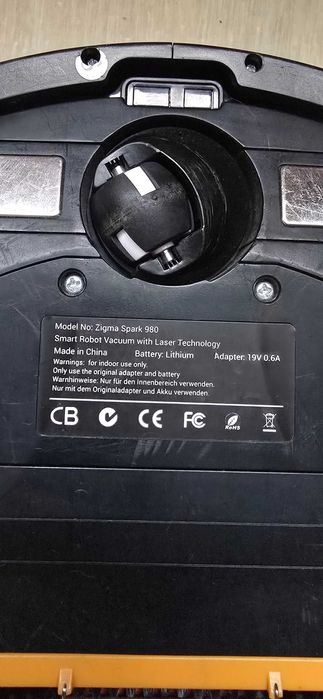 Model No: Zigma Spark 980
Smart Robot Vacuum with Laser Technology
Made in China Battery: Lithium Adapter: 19V 0.6A
Warnings: for indoor use only.
Only use the original adapter and battery
Warnhinweise: Nur für den Innenbereich verwenden.
Nur mit dem Originaladapter und Akku verwenden.
CB CE FC RoHS